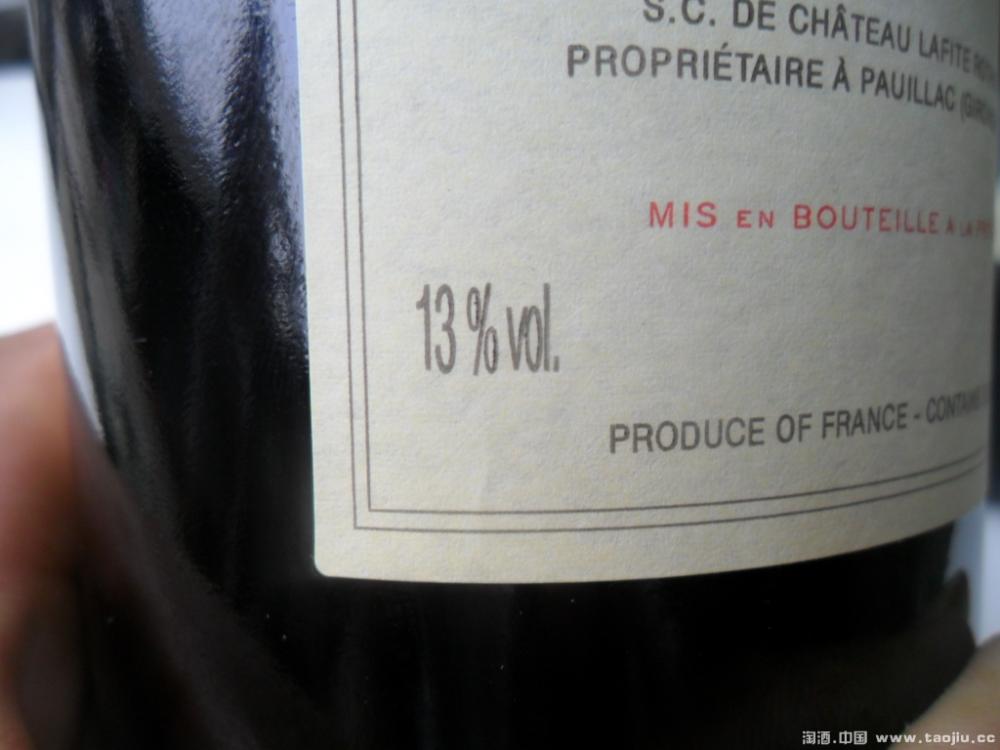 S.C. DE CHÂTEAU LAFITE
PROPRIÉTAIRE À PAUILLAC
MIS EN BOUTEILLE A LA
13 % vol.
PRODUCE OF FRANCE - CONTAINS
淘酒.中国 www.taojiu.cc